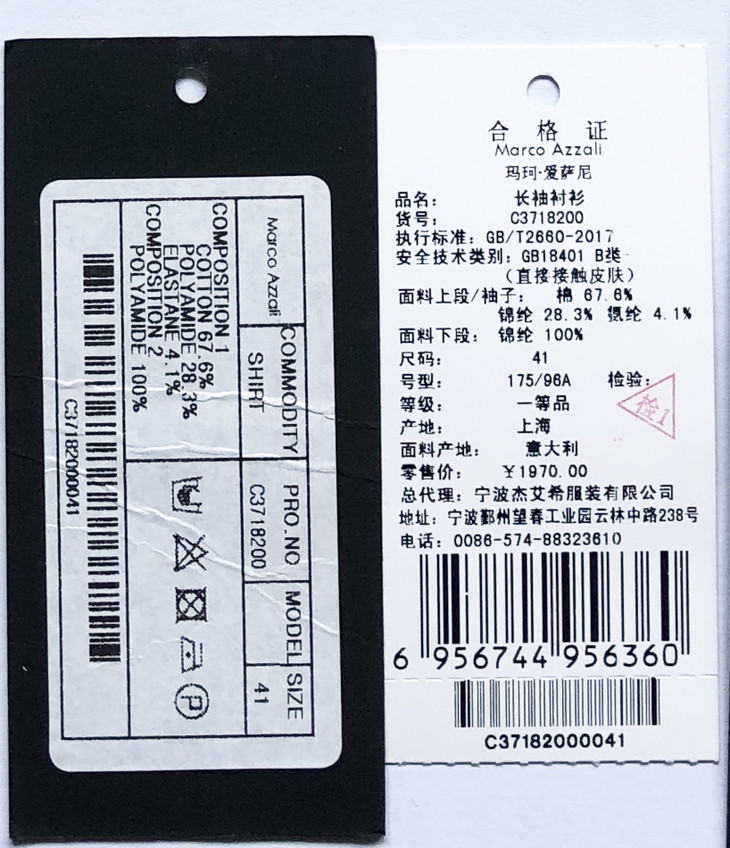 Marco Azzali
COMMODITY
SHIRT
PRO.NO
C3718200
MODEL SIZE
41
COMPOSITION 1
COTTON 67.6%
POLYAMIDE 28.3%
ELASTANE 4.1%
COMPOSITION 2
POLYAMIDE 100%
P
C37182000041
合格证
Marco Azzali
玛珂·爱萨尼
品名: 长袖衬衫
货号: C3718200
执行标准: GB/T2660-2017
安全技术类别: GB18401 B类
(直接接触皮肤)
面料上段/袖子: 棉 67.6%
锦纶 28.3% 氨纶 4.1%
面料下段: 锦纶 100%
尺码: 41
号型: 175/96A 检验:
检1
等级: 一等品
产地: 上海
面料产地: 意大利
零售价: ¥1970.00
总代理: 宁波杰艾希服装有限公司
地址: 宁波鄞州望春工业园云林中路238号
电话: 0086-574-88323610
6 956744 956360
C37182000041